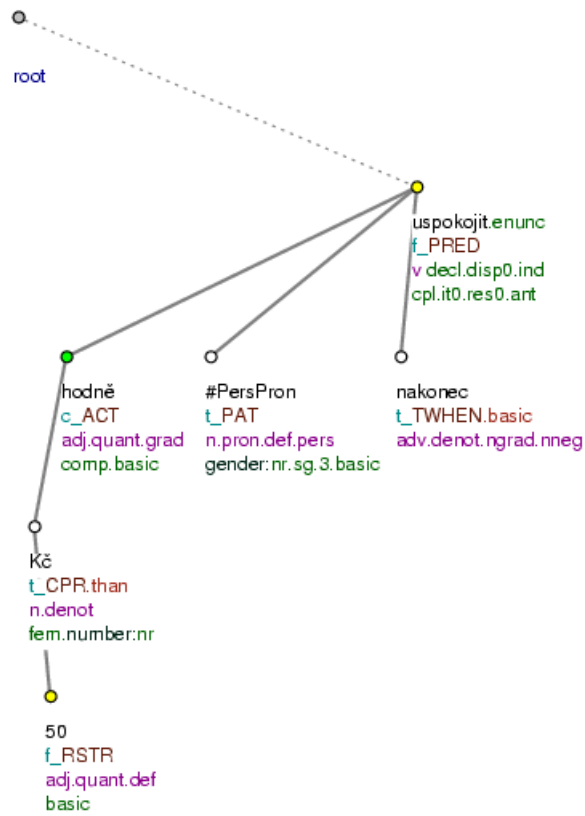 root
uspokojit.enunc
f_PRED
v decl.disp0.ind
cpl.it0.res0.ant
hodně
c_ACT
adj.quant.grad
comp.basic
#PersPron
t_PAT
n.pron.def.pers
gender:nr.sg.3.basic
nakonec
t_TWHEN.basic
adv.denot.ngrad.nneg
Kč
t_CPR.than
n.denot
fem.number:nr
50
f_RSTR
adj.quant.def
basic